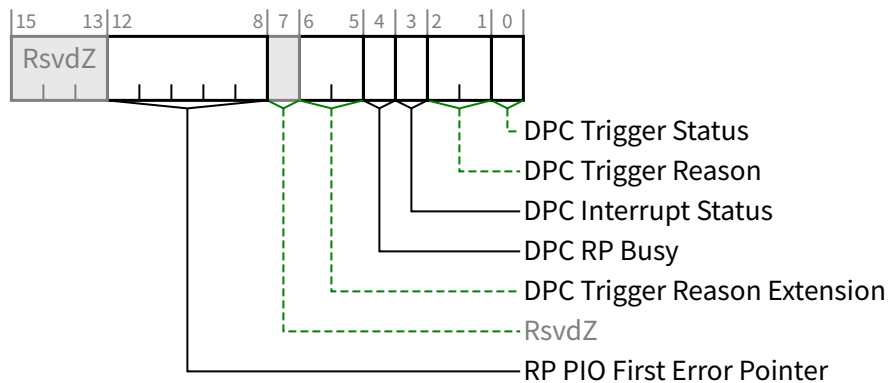 15 13 12 8 7 6 5 4 3 2 1 0
RsvdZ
DPC Trigger Status
DPC Trigger Reason
DPC Interrupt Status
DPC RP Busy
DPC Trigger Reason Extension
RsvdZ
RP PIO First Error Pointer